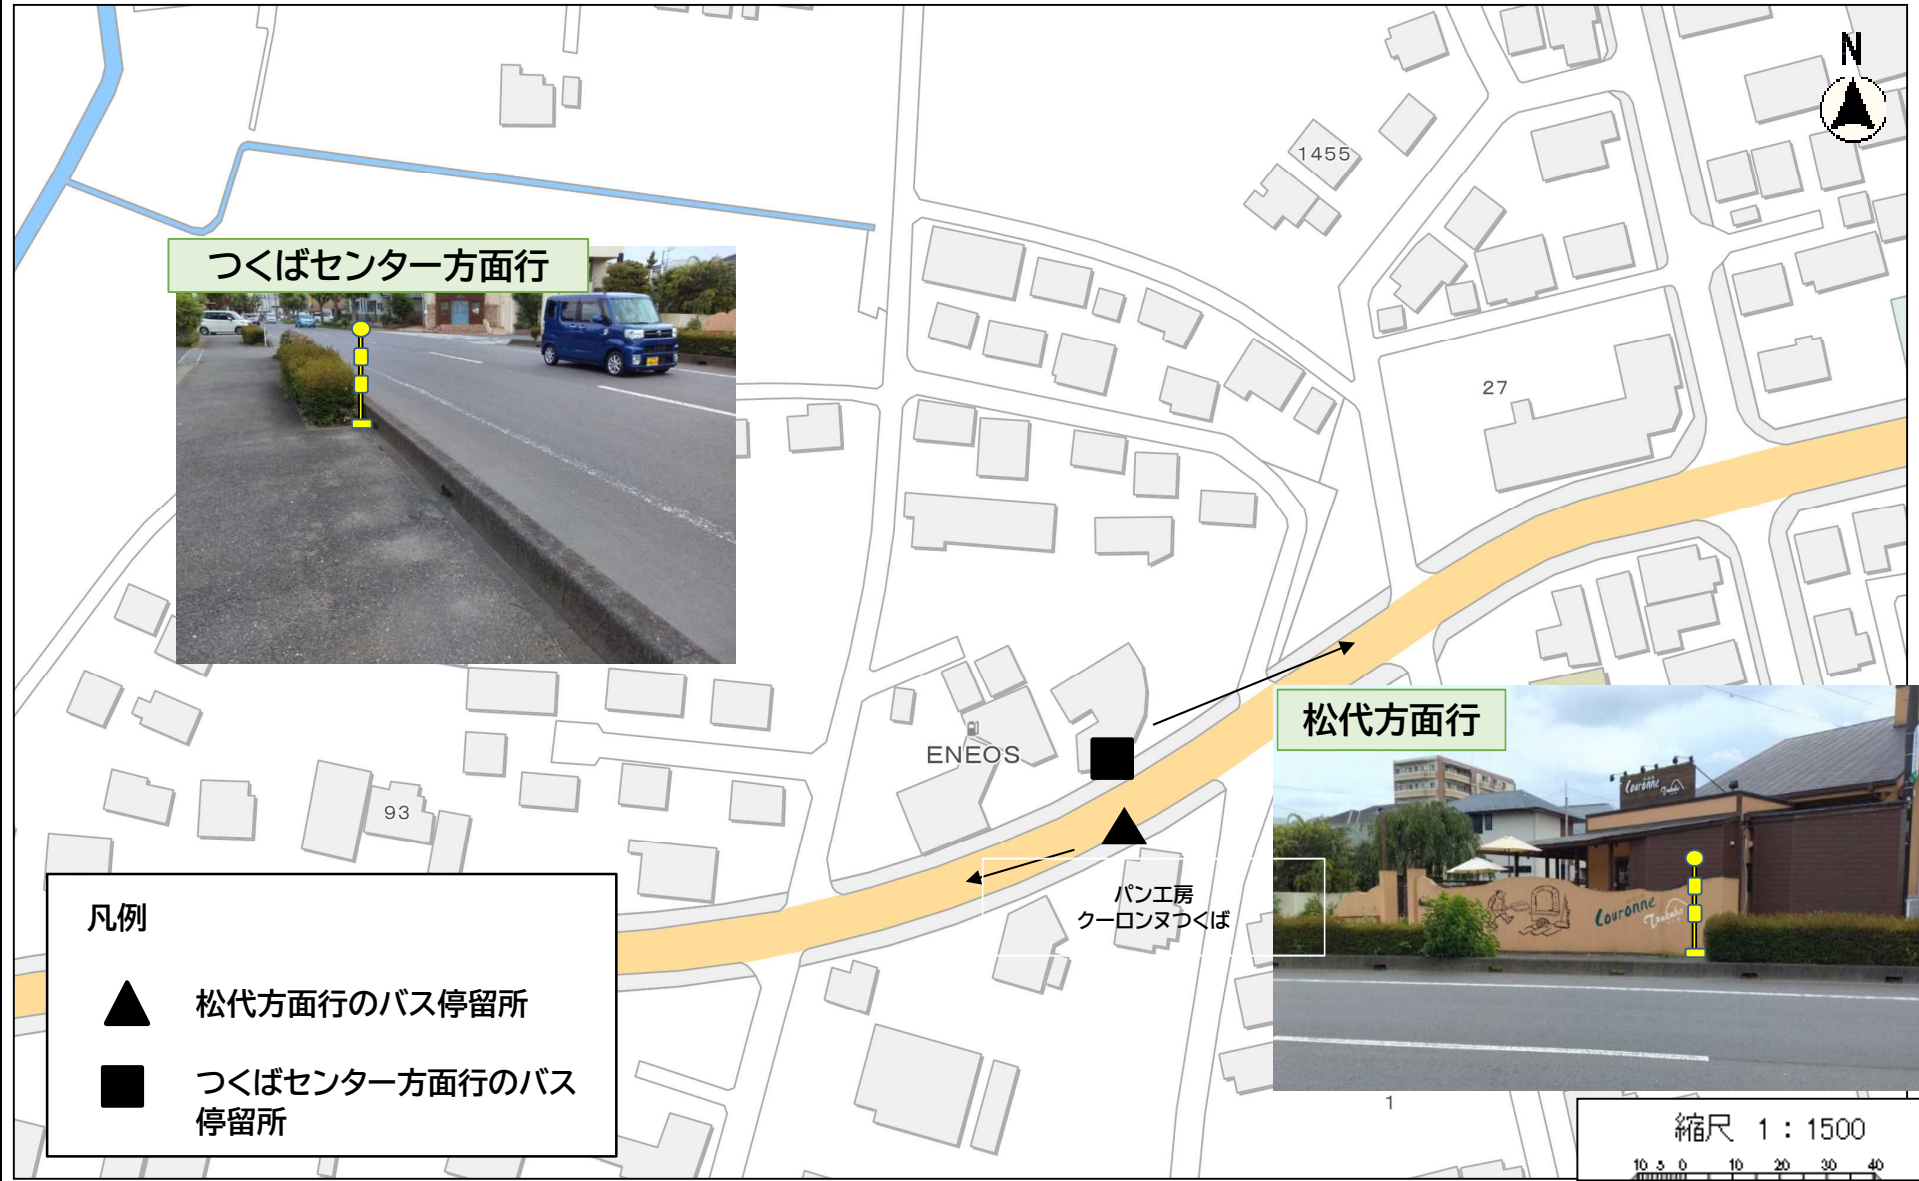 N
1455
つくばセンター方面行
27
松代方面行
ENEOS
Couronne
93
パン工房
クーロンヌつくば
Couronne
Tsukuba
凡例
松代方面行のバス停留所
つくばセンター方面行のバス
停留所
1
縮尺 1：1500
10 5 0 10 20 30 40